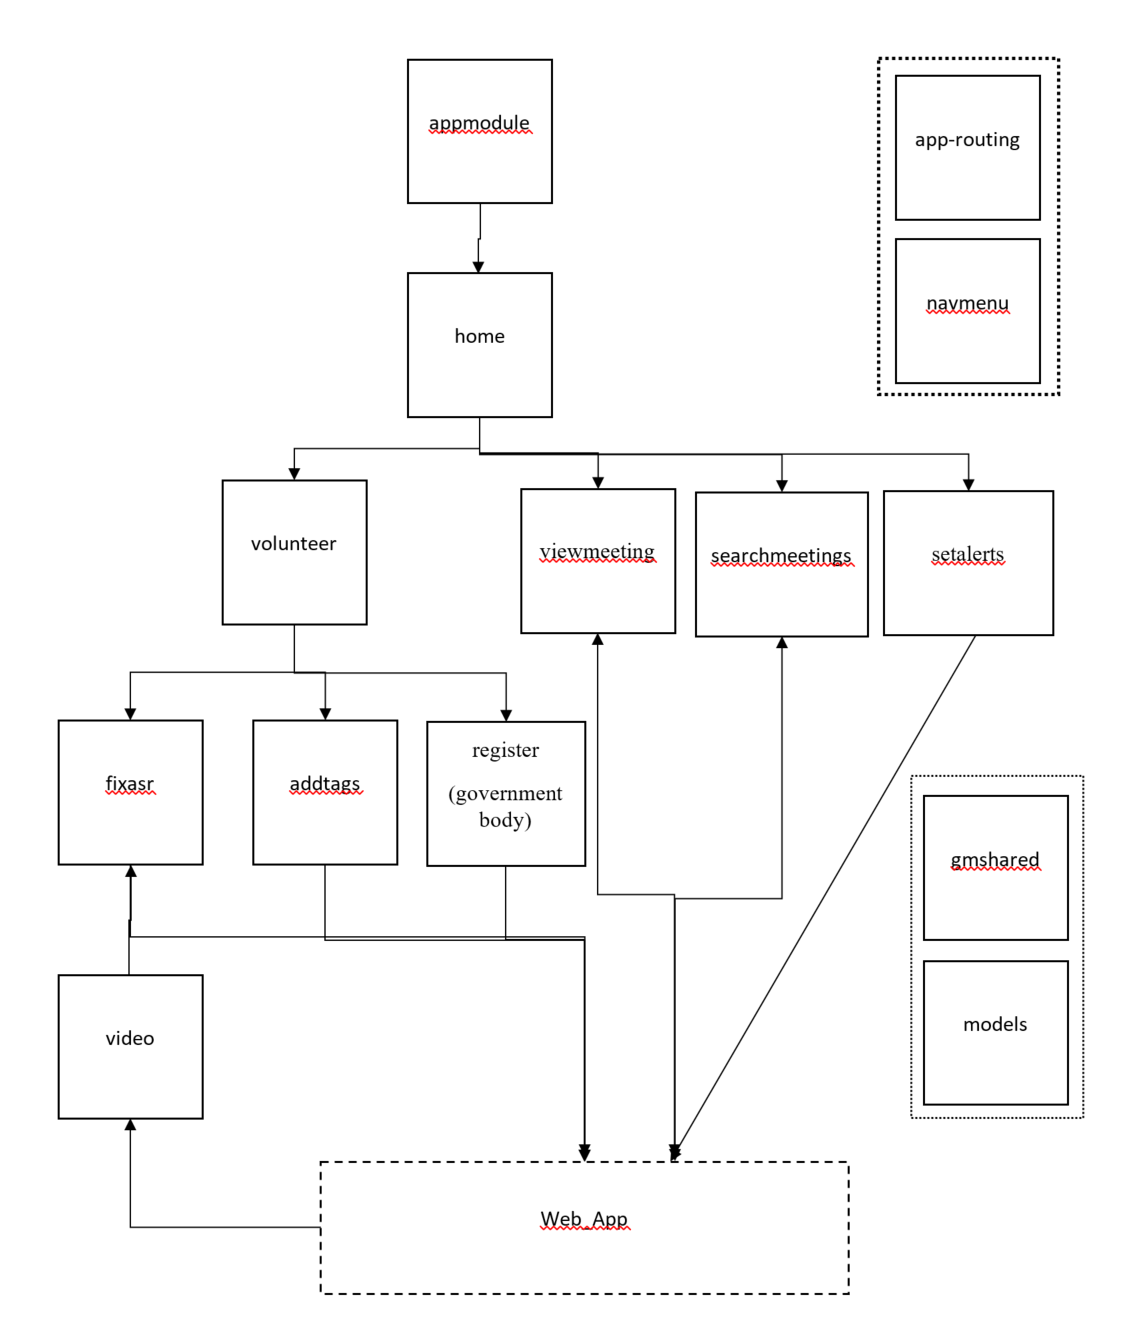 appmodule
app-routing
navmenu
home
volunteer
viewmeeting
searchmeetings
setalerts
fixasr
addtags
register
(government
body)
gmshared
models
video
Web_App